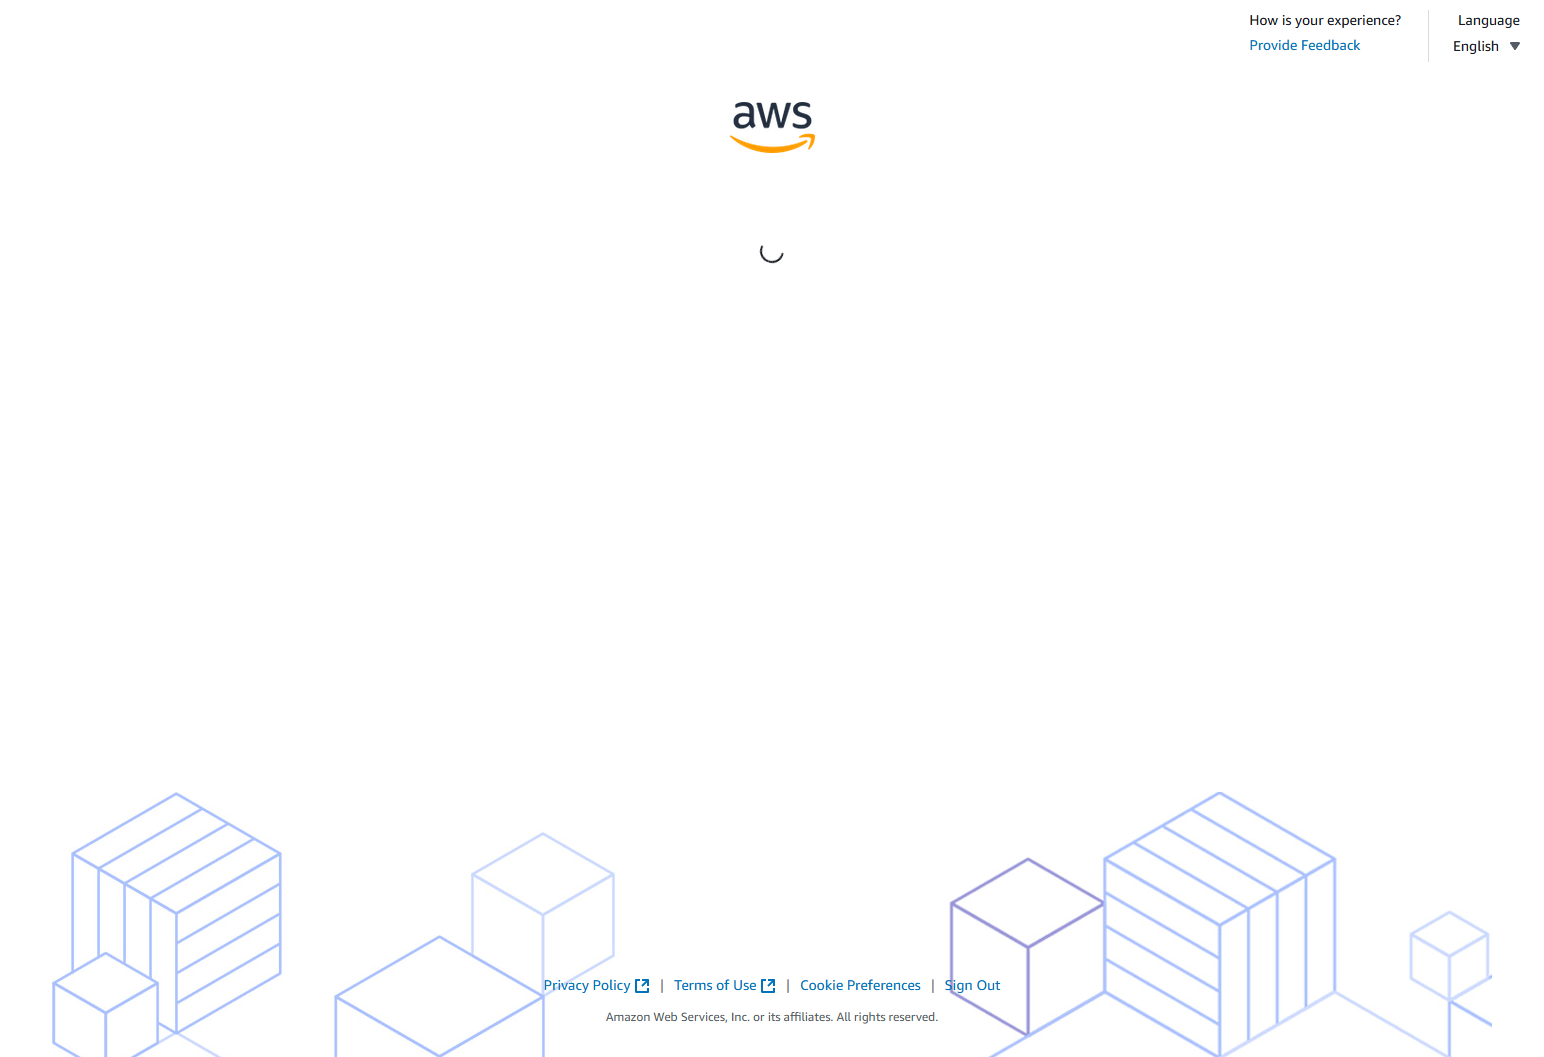 How is your experience?
Provide Feedback
Language
English
aws
Privacy Policy | Terms of Use | Cookie Preferences | Sign Out
Amazon Web Services, Inc. or its affiliates. All rights reserved.